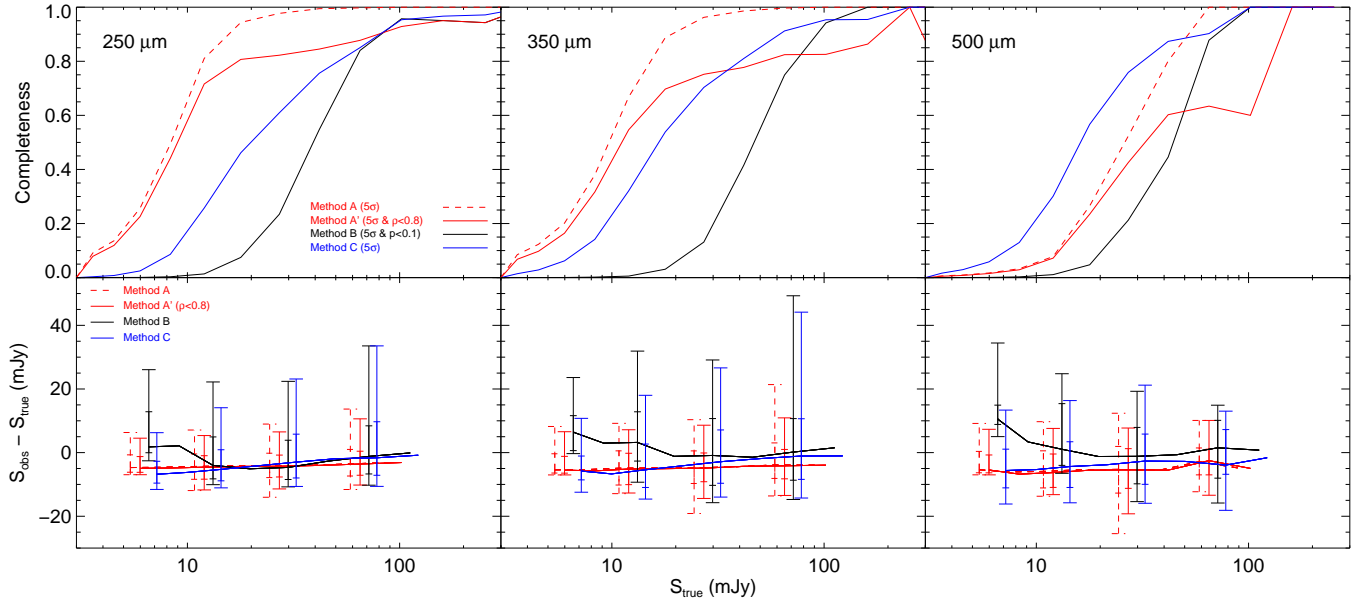 250 μm
350 μm
500 μm
Completeness
1.0
0.8
0.6
0.4
0.2
0.0
Method A (5σ)
Method A' (5σ & ρ<0.8)
Method B (5σ & ρ<0.1)
Method C (5σ)
Method A
Method A' (ρ<0.8)
Method B
Method C
S_obs − S_true (mJy)
40
20
0
−20
10 100
10 100
10 100
S_true (mJy)